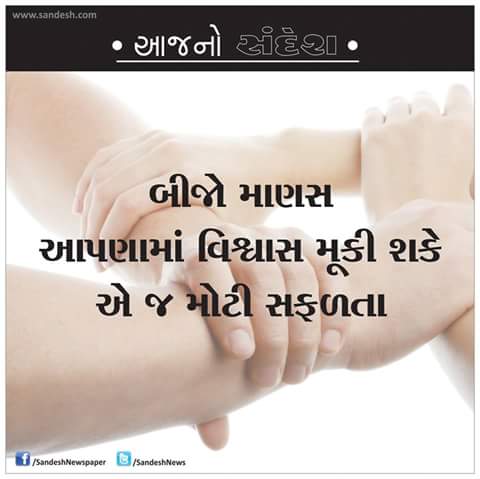 www.sandesh.com
• આજનો સંદેશ •
બીજો માણસ
આપણામાં વિશ્વાસ મૂકી શકે
એ જ મોટી સફળતા
f /SandeshNewspaper /SandeshNews